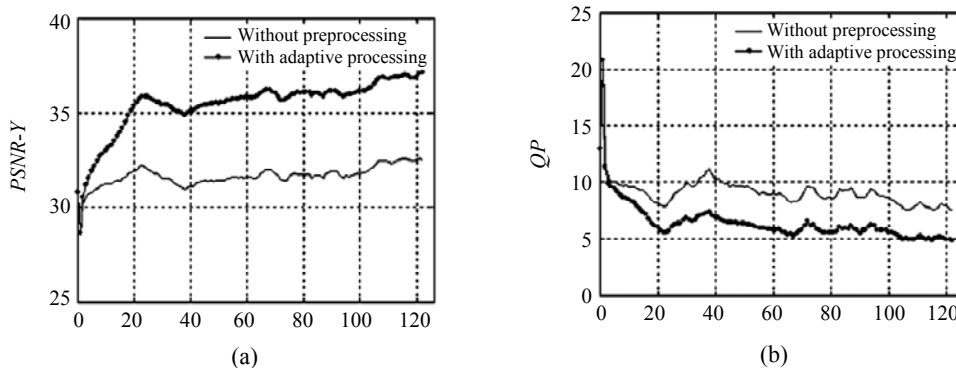 40
35
30
25
PSNR-Y
Without preprocessing
With adaptive processing
0 20 40 60 80 100 120
(a)
25
20
15
10
5
0
QP
Without preprocessing
With adaptive processing
0 20 40 60 80 100 120
(b)